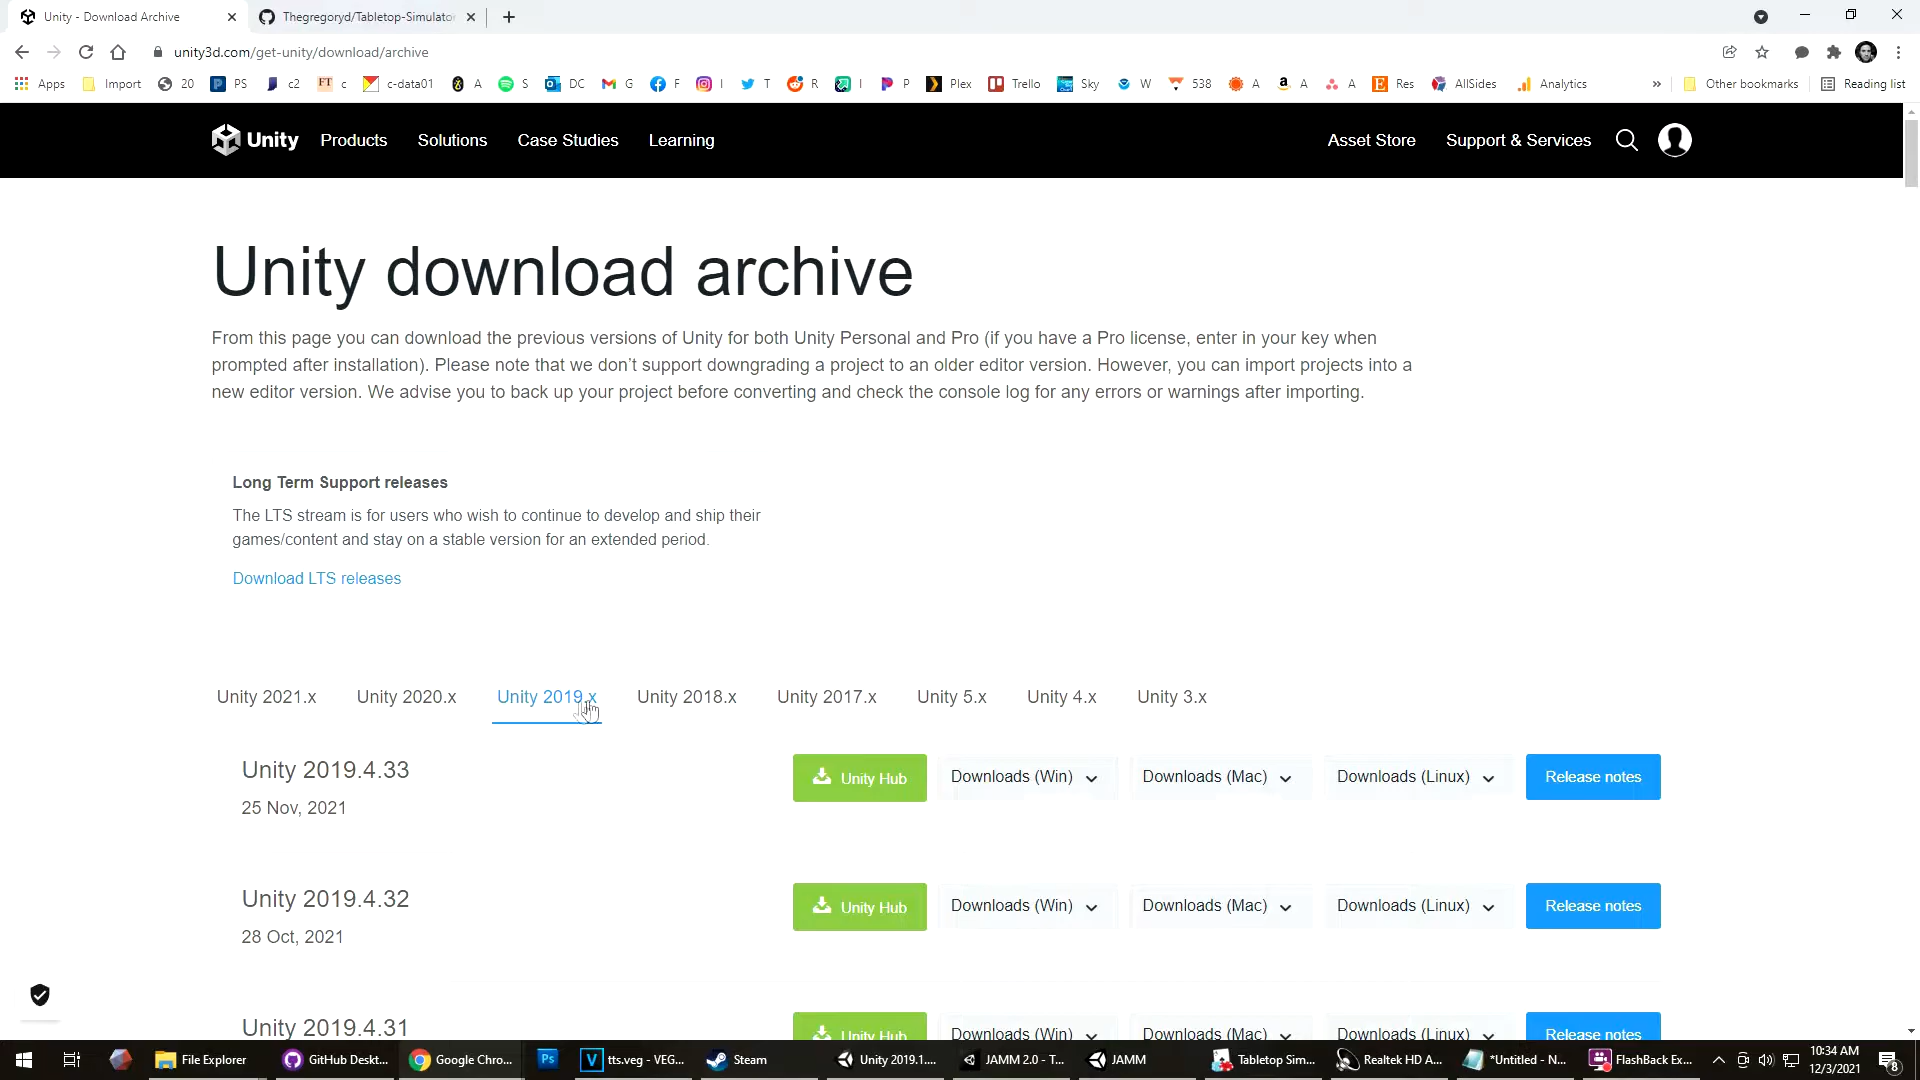 Unity - Download Archive
Thegregoryd/Tabletop-Simulator
unity3d.com/get-unity/download/archive
Apps Import 20 PS c2 c c-data01 A S DC G F I T R I P Plex Trello Sky W 538 A A A Res AllSides Analytics » Other bookmarks Reading list
Unity Products Solutions Case Studies Learning Asset Store Support & Services
Unity download archive
From this page you can download the previous versions of Unity for both Unity Personal and Pro (if you have a Pro license, enter in your key when
prompted after installation). Please note that we don’t support downgrading a project to an older editor version. However, you can import projects into a
new editor version. We advise you to back up your project before converting and check the console log for any errors or warnings after importing.
Long Term Support releases
The LTS stream is for users who wish to continue to develop and ship their
games/content and stay on a stable version for an extended period.
Download LTS releases
Unity 2021.x Unity 2020.x Unity 2019.x Unity 2018.x Unity 2017.x Unity 5.x Unity 4.x Unity 3.x
Unity 2019.4.33 Unity Hub Downloads (Win) Downloads (Mac) Downloads (Linux) Release notes
25 Nov, 2021
Unity 2019.4.32 Unity Hub Downloads (Win) Downloads (Mac) Downloads (Linux) Release notes
28 Oct, 2021
Unity 2019.4.31 Unity Hub Downloads (Win) Downloads (Mac) Downloads (Linux) Release notes
File Explorer GitHub Deskt... Google Chro... Ps V tts.veg - VEG... Steam Unity 2019.1.... JAMM 2.0 - T... JAMM Tabletop Sim... Realtek HD A... *Untitled - N... FlashBack Ex... 10:34 AM
12/3/2021
8